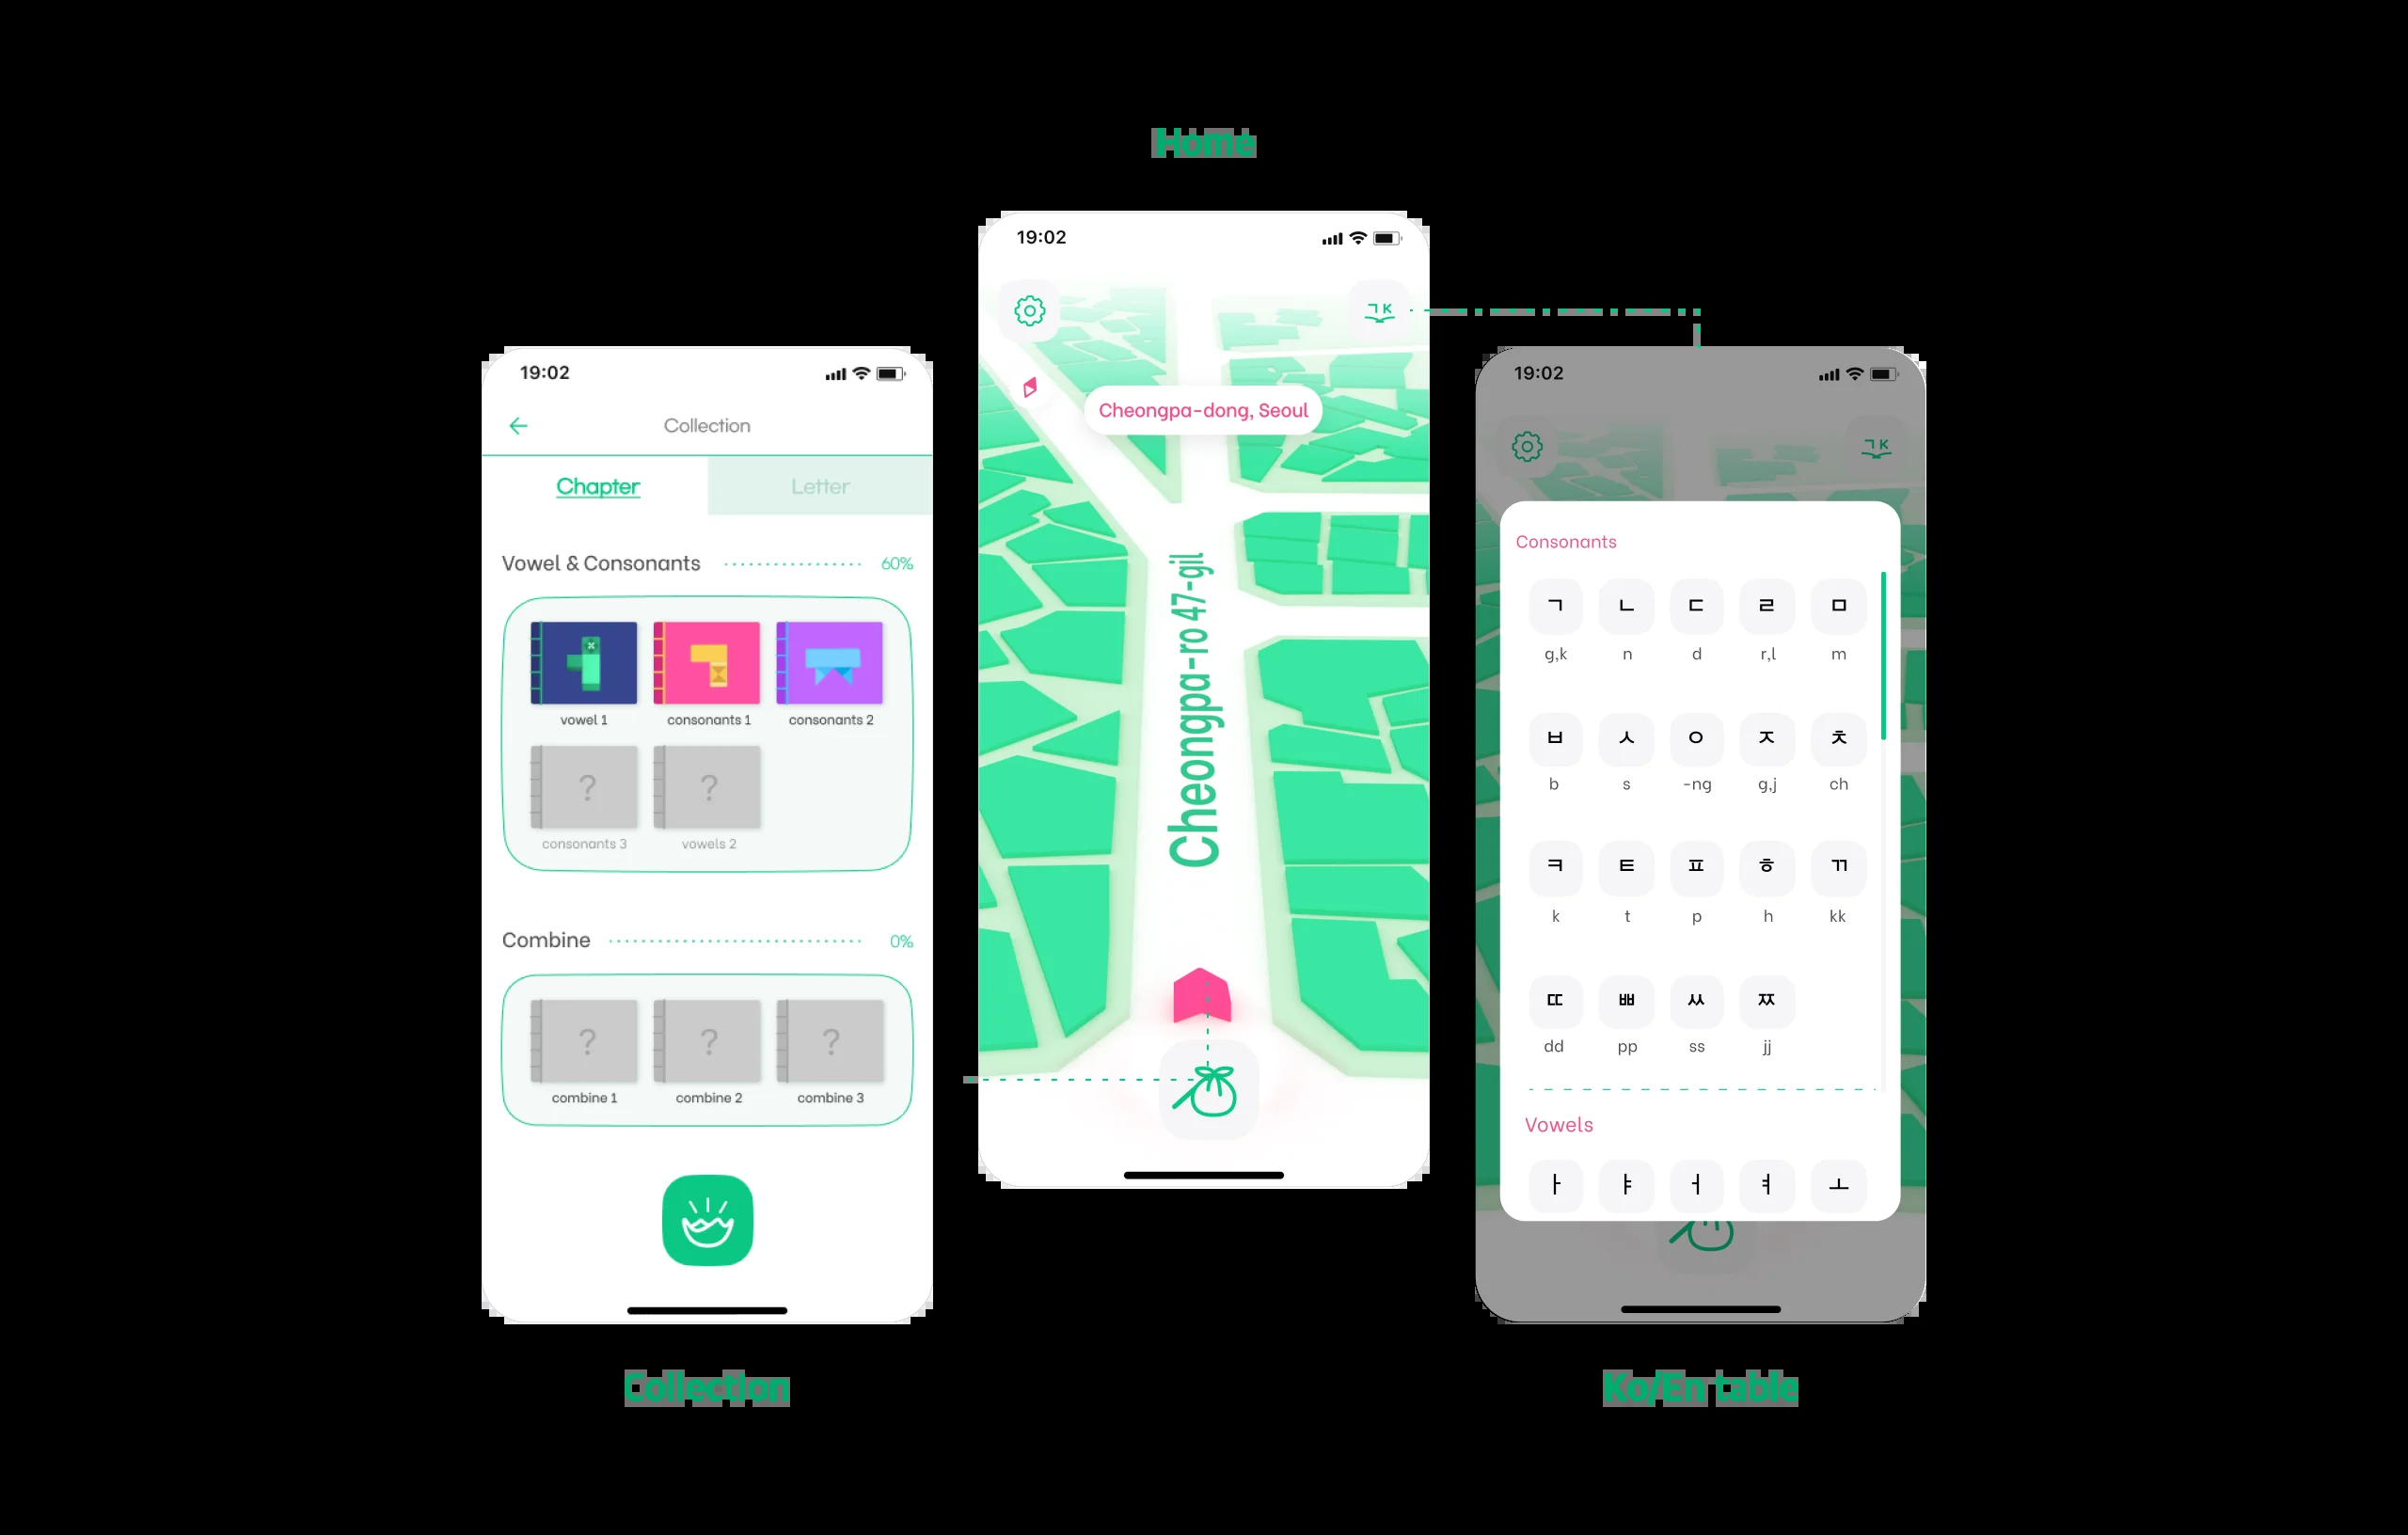 Home
19:02
ㄱK
Cheongpa-dong, Seoul
Cheongpa-ro 47-gil
19:02
Collection
Chapter
Letter
Vowel & Consonants
60%
vowel 1
consonants 1
consonants 2
?
?
consonants 3
vowels 2
Combine
0%
?
?
?
combine 1
combine 2
combine 3
Collection
19:02
ㄱK
Consonants
ㄱ ㄴ ㄷ ㄹ ㅁ
g,k n d r,l m
ㅂ ㅅ ㅇ ㅈ ㅊ
b s -ng g,j ch
ㅋ ㅌ ㅍ ㅎ ㄲ
k t p h kk
ㄸ ㅃ ㅆ ㅉ
dd pp ss jj
Vowels
ㅏ ㅑ ㅓ ㅕ ㅗ
Ko/En table